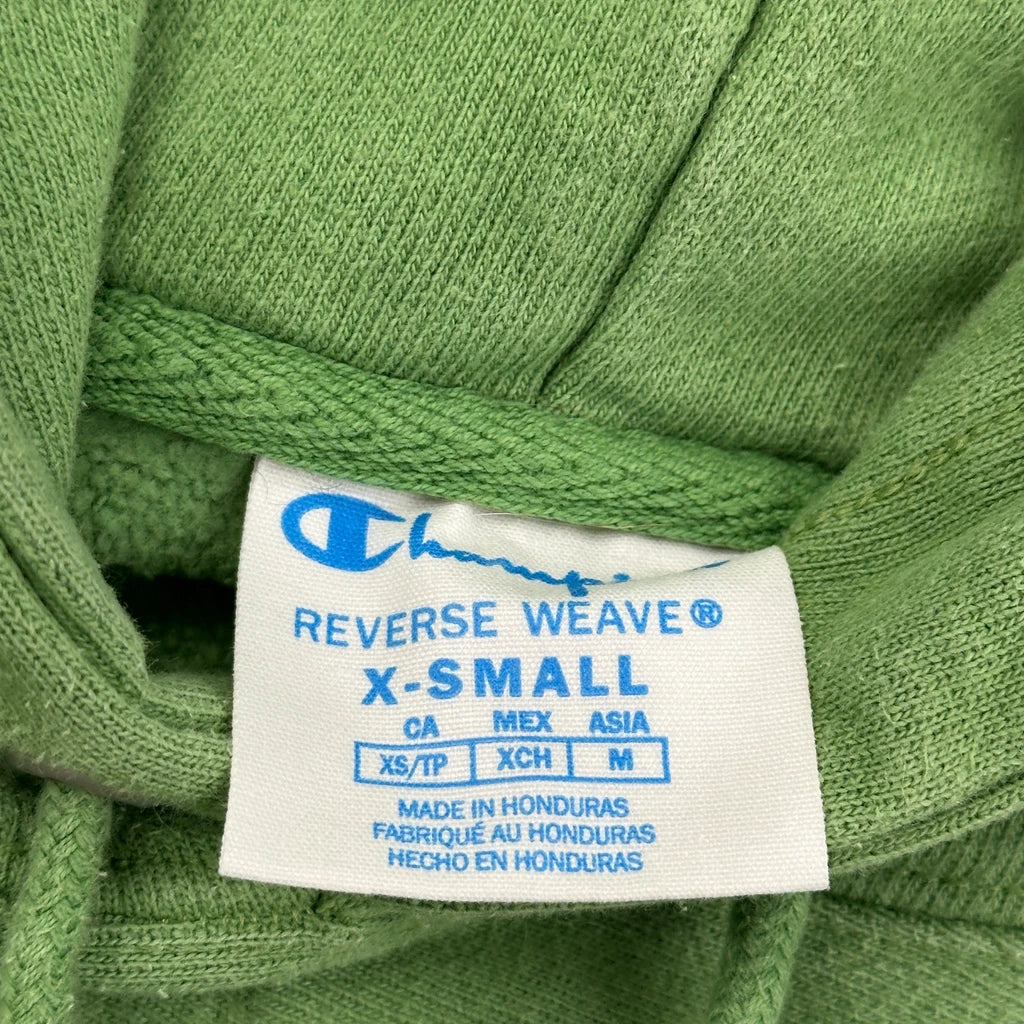 Champion
REVERSE WEAVE®
X-SMALL
CA MEX ASIA
XS/TP XCH M
MADE IN HONDURAS
FABRIQUÉ AU HONDURAS
HECHO EN HONDURAS